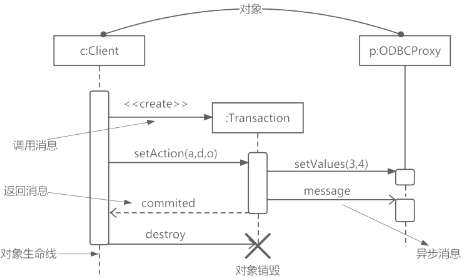 对象
c:Client
p:ODBCProxy
<<create>>
:Transaction
调用消息
setAction(a,d,o)
setValues(3,4)
返回消息
message
commited
destroy
对象生命线
异步消息
对象销毁